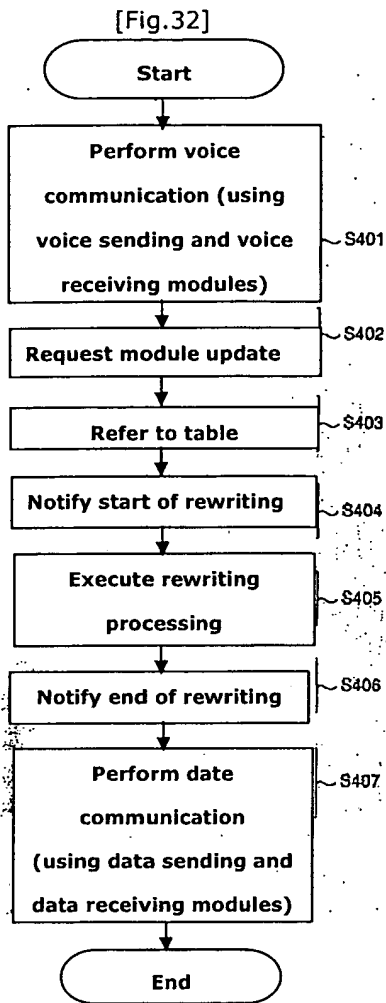 [Fig.32]
Start
Perform voice
communication (using
voice sending and voice
receiving modules)
S401
Request module update
S402
Refer to table
S403
Notify start of rewriting
S404
Execute rewriting
processing
S405
Notify end of rewriting
S406
Perform date
communication
(using data sending and
data receiving modules)
S407
End